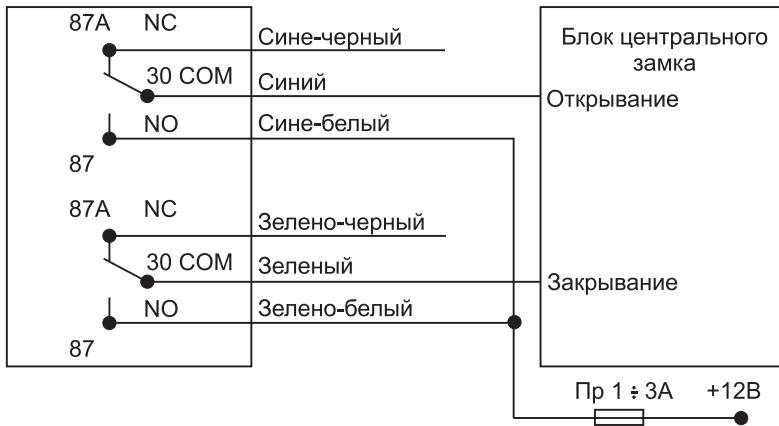 87A NC
Сине-черный
Блок центрального
замка
30 COM
Синий
Открывание
NO
Сине-белый
87
87A NC
Зелено-черный
30 COM
Зеленый
Закрывание
NO
Зелено-белый
87
Пр 1 ÷ 3А +12В